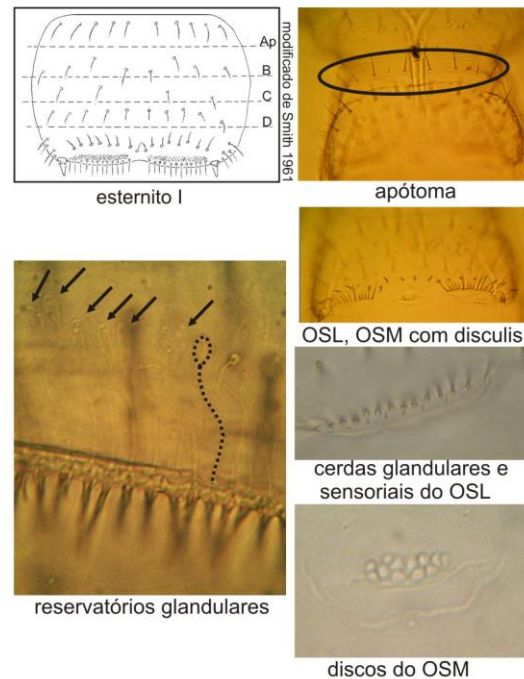 Ap
B
C
D
modificado de Smith 1961
esternito I
apótoma
OSL, OSM com disculis
cerdas glandulares e
sensoriais do OSL
reservatórios glandulares
discos do OSM